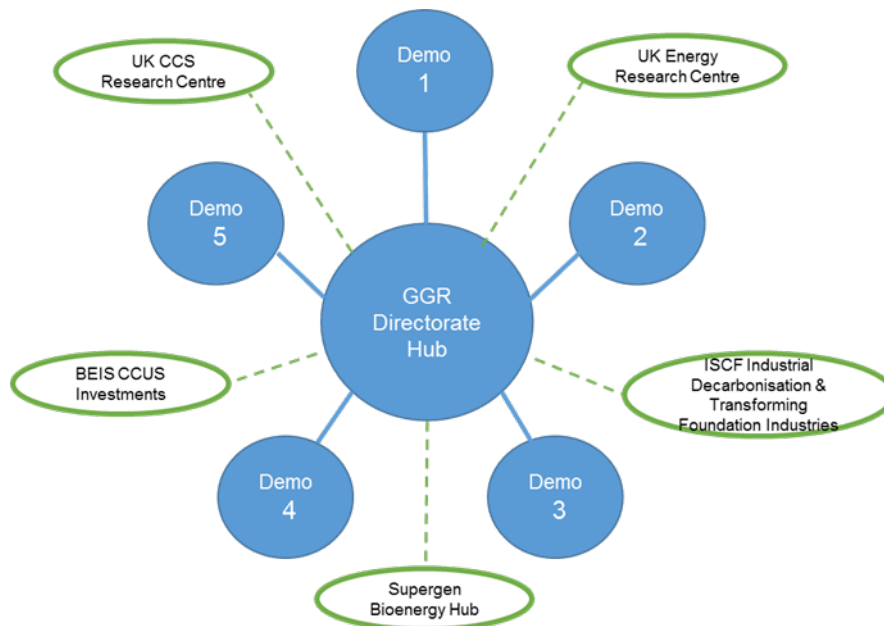 UK CCS
Research Centre
Demo
1
UK Energy
Research Centre
Demo
5
Demo
2
GGR
Directorate
Hub
BEIS CCUS
Investments
ISCF Industrial
Decarbonisation &
Transforming
Foundation Industries
Demo
4
Demo
3
Supergen
Bioenergy Hub